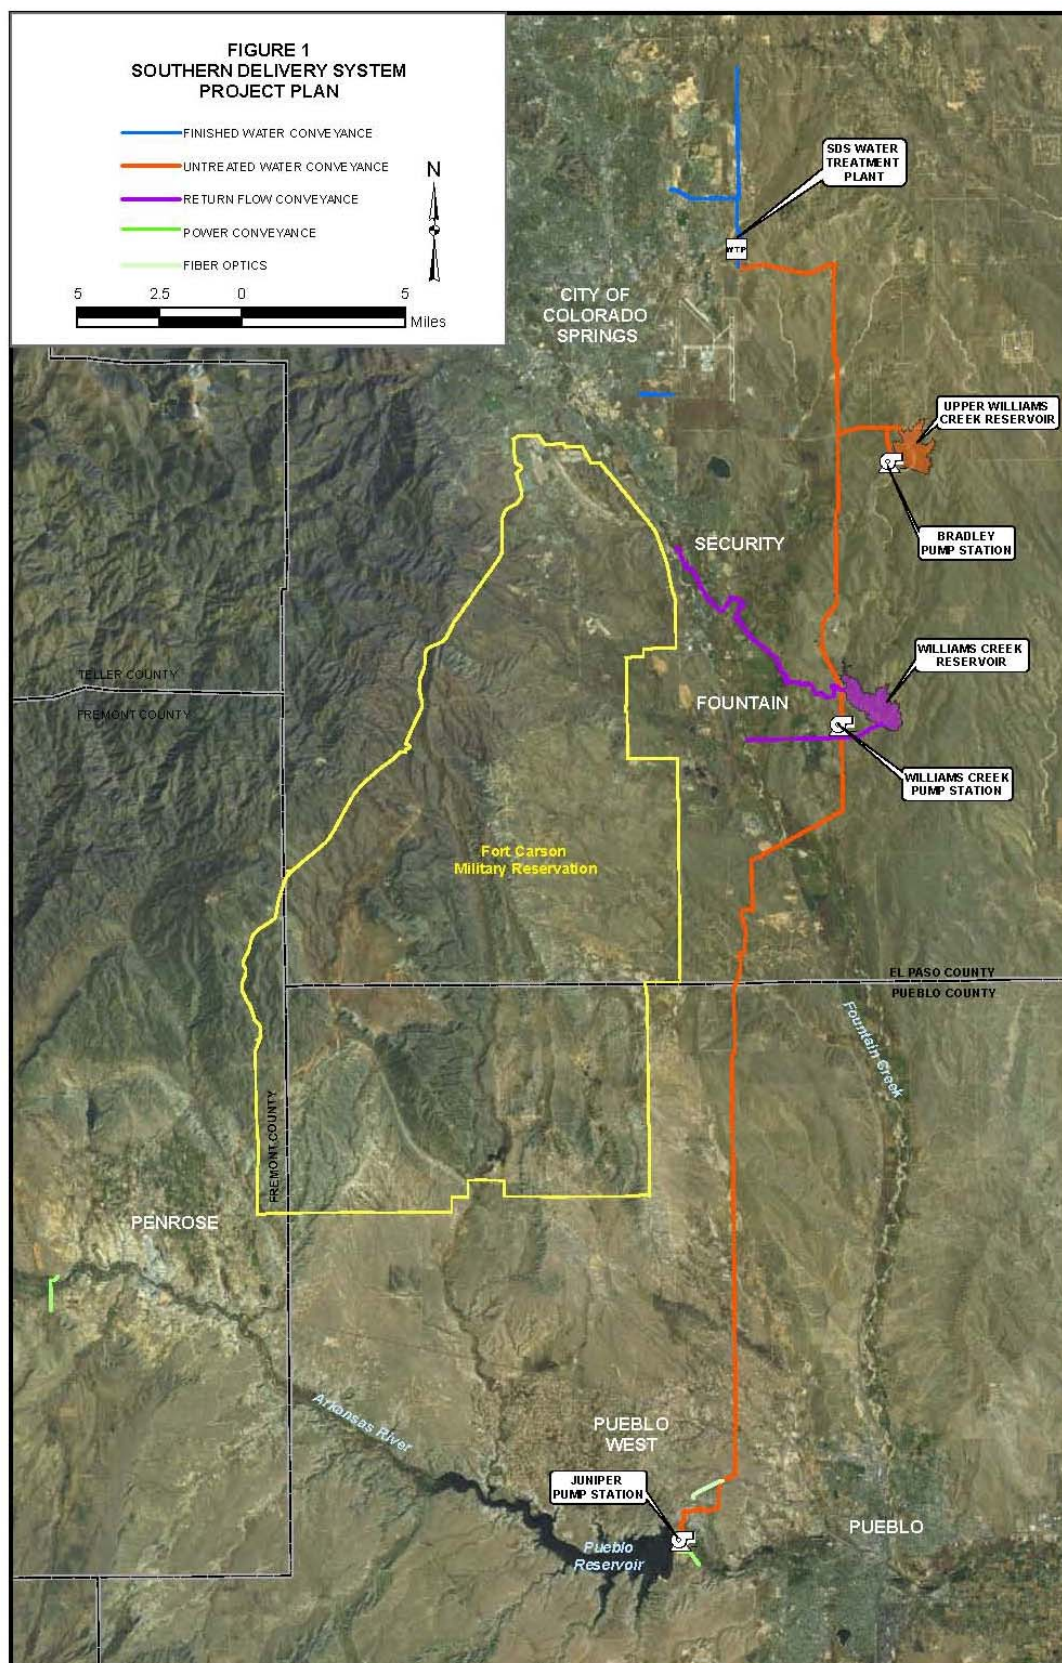 FIGURE 1
SOUTHERN DELIVERY SYSTEM
PROJECT PLAN
FINISHED WATER CONVEYANCE
UNTREATED WATER CONVEYANCE
RETURN FLOW CONVEYANCE
POWER CONVEYANCE
FIBER OPTICS
N
5 2.5 0 5
Miles
SDS WATER
TREATMENT
PLANT
WTP
CITY OF
COLORADO
SPRINGS
UPPER WILLIAMS
CREEK RESERVOIR
BRADLEY
PUMP STATION
SECURITY
WILLIAMS CREEK
RESERVOIR
TELLER COUNTY
FREMONT COUNTY
FOUNTAIN
WILLIAMS CREEK
PUMP STATION
Fort Carson
Military Reservation
EL PASO COUNTY
PUEBLO COUNTY
Fountain Creek
FREMONT COUNTY
PENROSE
Arkansas River
PUEBLO
WEST
JUNIPER
PUMP STATION
PUEBLO
Pueblo
Reservoir